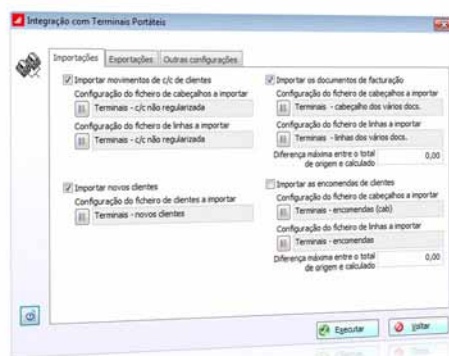 Integração com Terminais Portáteis
Importações
Exportações
Outras configurações
Importar movimentos de c/c de clientes
Configuração do ficheiro de cabeçalhos a importar
Terminais - c/c não regularizada
Configuração do ficheiro de linhas a importar
Terminais - c/c não regularizada
Importar novos clientes
Configuração do ficheiro de clientes a importar
Terminais - novos clientes
Importar os documentos de facturação
Configuração do ficheiro de cabeçalhos a importar
Terminais - cabeçalho dos vários docs.
Configuração do ficheiro de linhas a importar
Terminais - linhas dos vários docs.
Diferença máxima entre o total
de origem e calculado
0,00
Importar as encomendas de clientes
Configuração do ficheiro de cabeçalhos a importar
Terminais - encomendas (cab)
Configuração do ficheiro de linhas a importar
Terminais - encomendas
Diferença máxima entre o total
de origem e calculado
0,00
Executar
Voltar